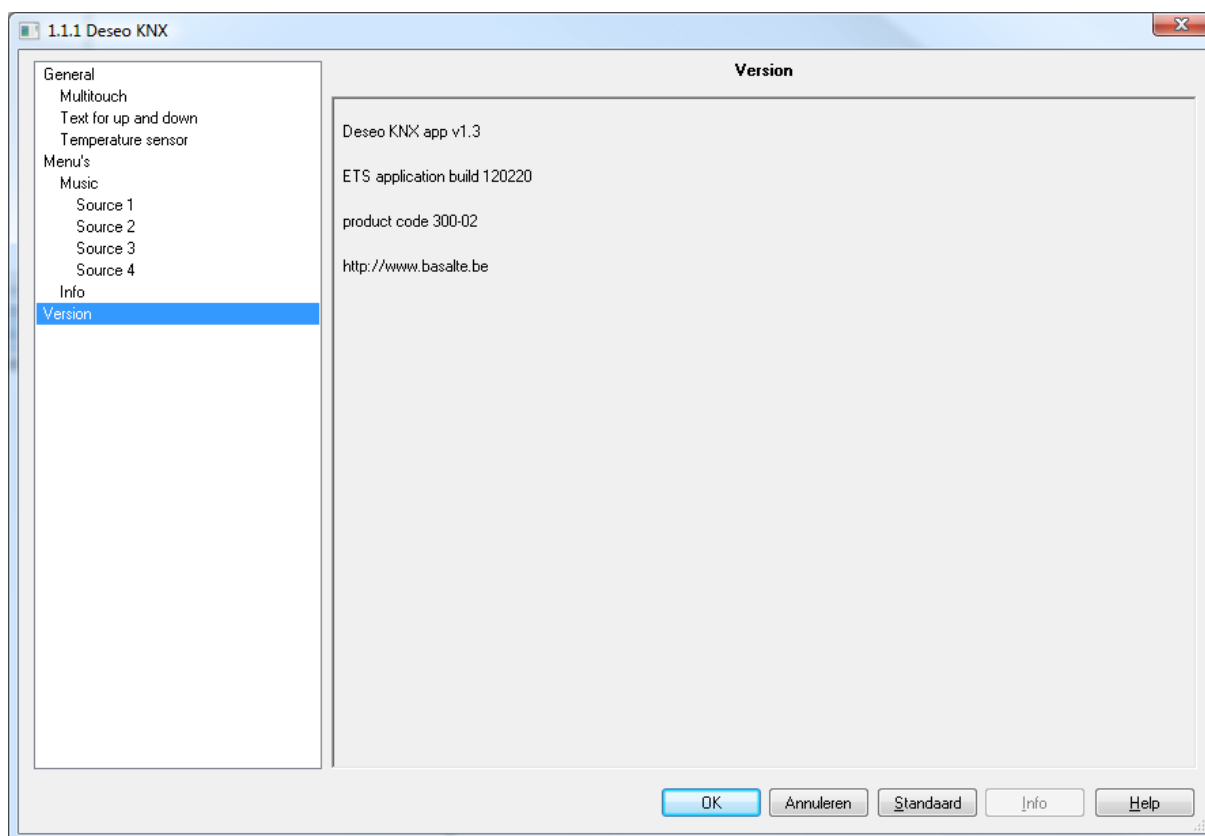 1.1.1 Deseo KNX
General
Multitouch
Text for up and down
Temperature sensor
Menu's
Music
Source 1
Source 2
Source 3
Source 4
Info
Version
Version
Deseo KNX app v1.3
ETS application build 120220
product code 300-02
http://www.basalte.be
OK Annuleren Standaard Info Help